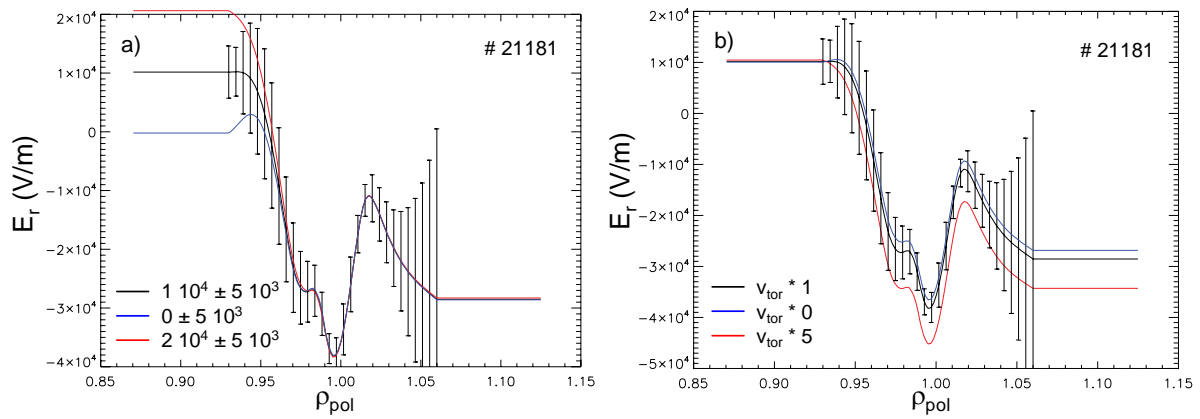 a)
# 21181
2×10⁴
1×10⁴
0
−1×10⁴
−2×10⁴
−3×10⁴
−4×10⁴
E_r (V/m)
1 10⁴ ± 5 10³
0 ± 5 10³
2 10⁴ ± 5 10³
0.85 0.90 0.95 1.00 1.05 1.10 1.15
ρ_pol
b)
# 21181
2×10⁴
1×10⁴
0
−1×10⁴
−2×10⁴
−3×10⁴
−4×10⁴
−5×10⁴
E_r (V/m)
v_tor * 1
v_tor * 0
v_tor * 5
0.85 0.90 0.95 1.00 1.05 1.10 1.15
ρ_pol